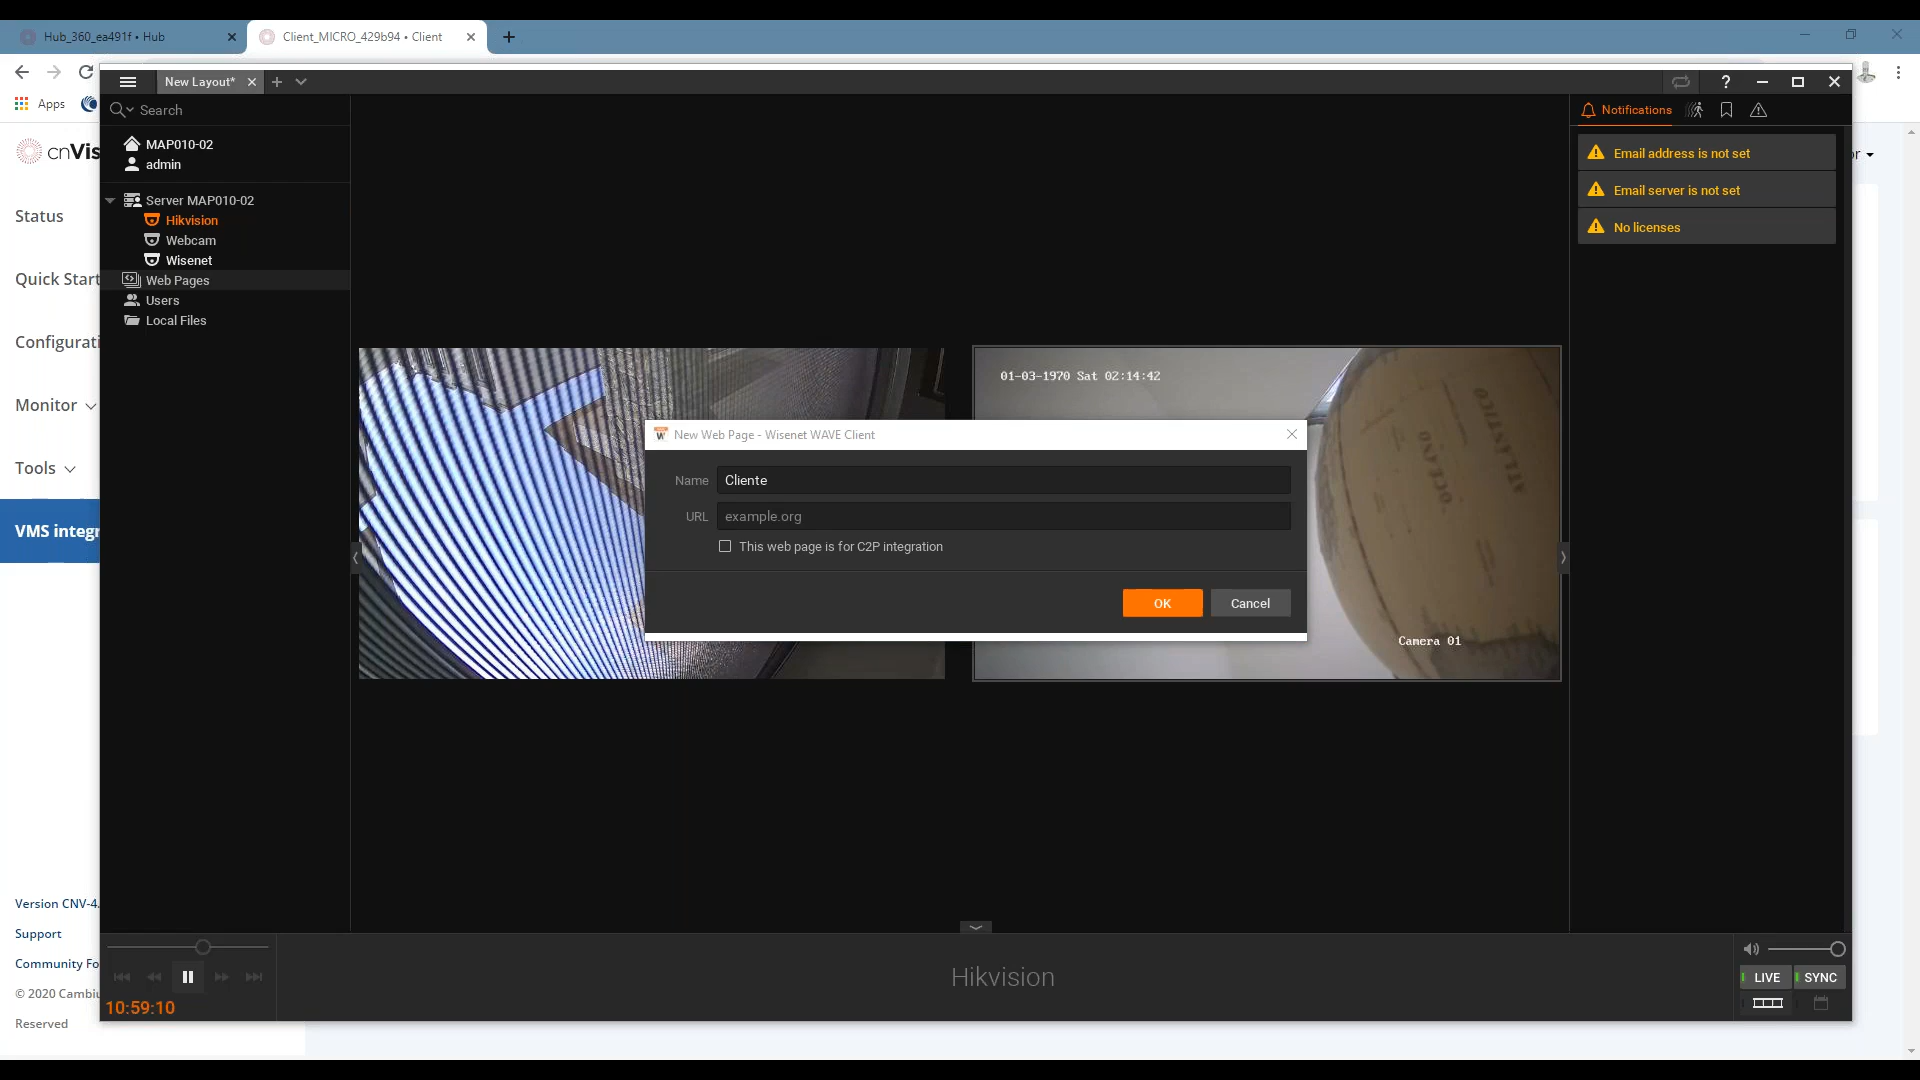 Hub_360_ea491f • Hub
Client_MICRO_429b94 • Client
Apps
cnVis
Status
Quick Start
Configurati
Monitor
Tools
VMS integr
Version CNV-4.
Support
Community Fo
© 2020 Cambiu
Reserved
New Layout*
?
Search
MAP010-02
admin
Server MAP010-02
Hikvision
Webcam
Wisenet
Web Pages
Users
Local Files
01-03-1970 Sat 02:14:42
OCEANO
ATLANTICO
Camera 01
New Web Page - Wisenet WAVE Client
Name Cliente
URL example.org
This web page is for C2P integration
OK Cancel
Notifications
Email address is not set
Email server is not set
No licenses
or
10:59:10
Hikvision
LIVE SYNC